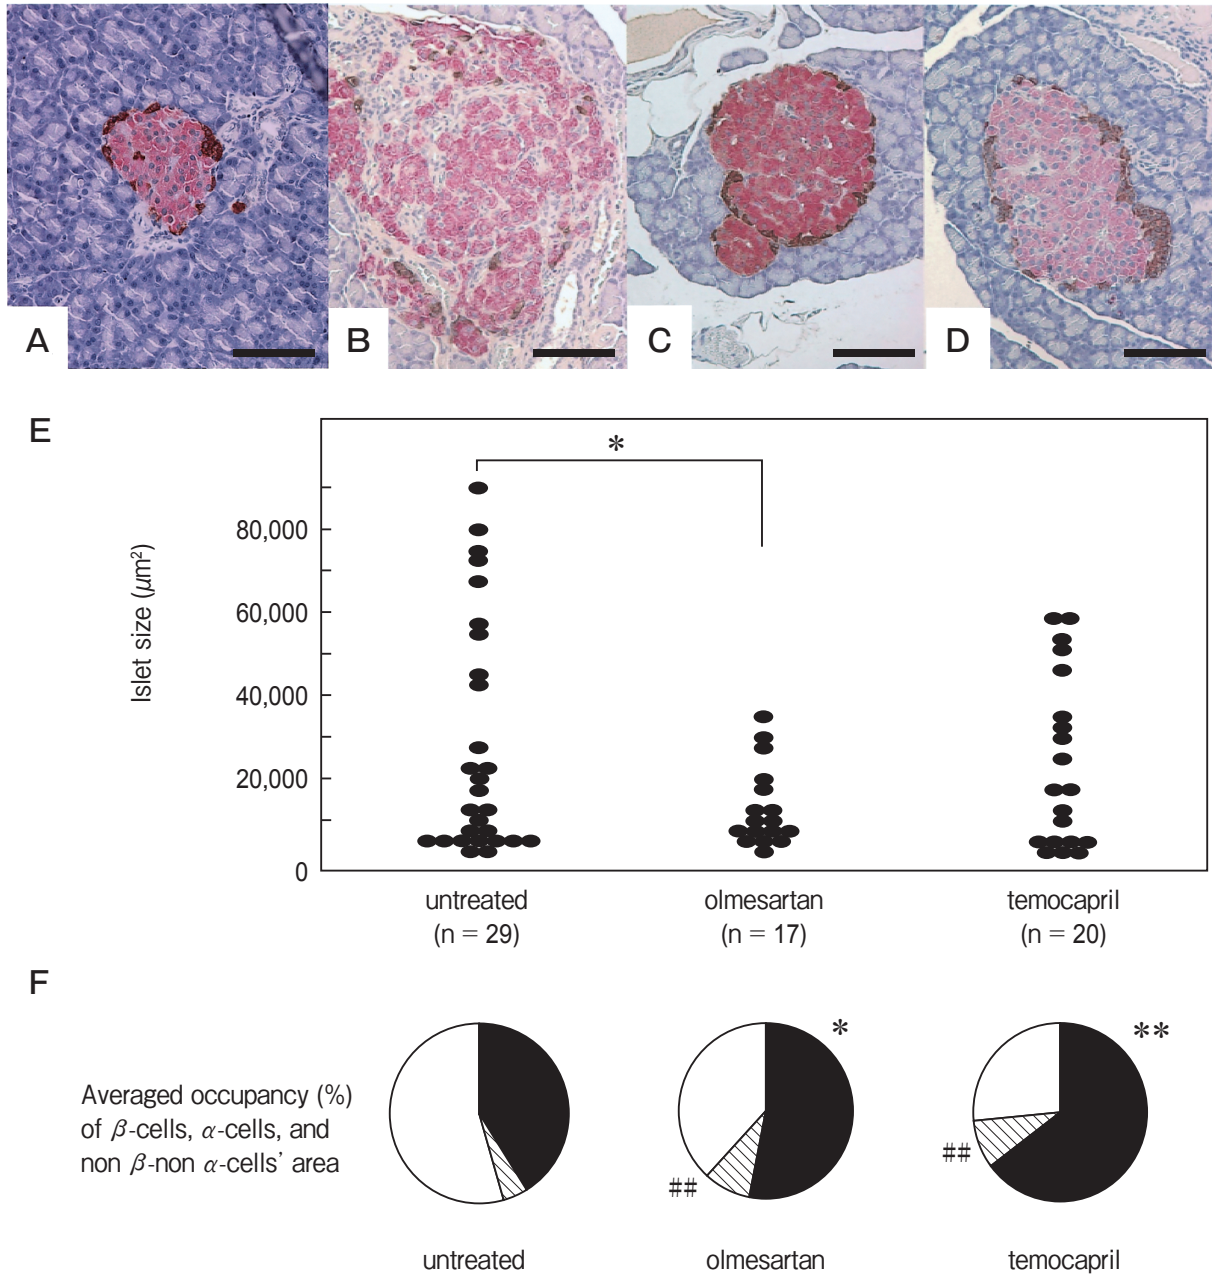 A
B
C
D
E
*
Islet size (μm²)
80,000
60,000
40,000
20,000
0
untreated
(n = 29)
olmesartan
(n = 17)
temocapril
(n = 20)
F
Averaged occupancy (%)
of β-cells, α-cells, and
non β-non α-cells' area
*
**
##
##
untreated
olmesartan
temocapril